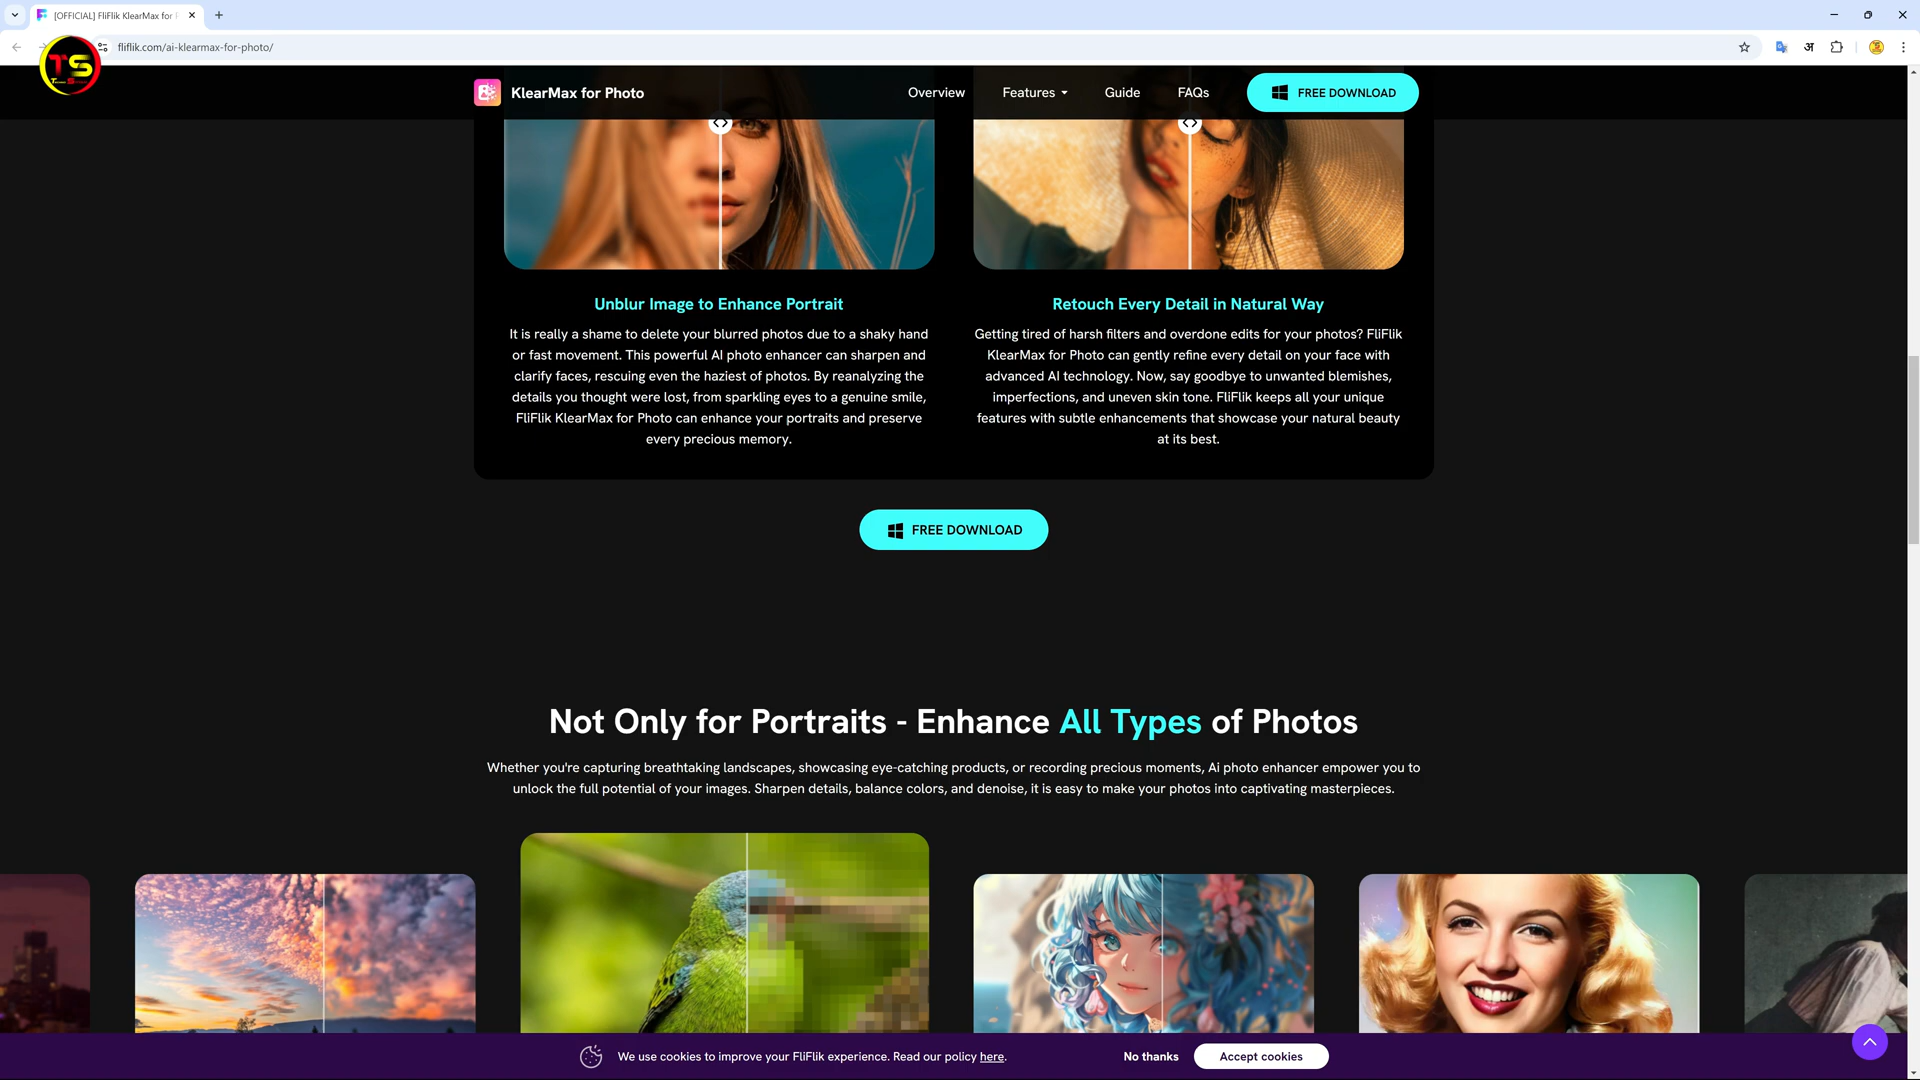 [OFFICIAL] FliFlik KlearMax for
fliflik.com/ai-klearmax-for-photo/
अ
TS
KlearMax for Photo
Overview
Features
Guide
FAQs
FREE DOWNLOAD
Unblur Image to Enhance Portrait
It is really a shame to delete your blurred photos due to a shaky hand
or fast movement. This powerful AI photo enhancer can sharpen and
clarify faces, rescuing even the haziest of photos. By reanalyzing the
details you thought were lost, from sparkling eyes to a genuine smile,
FliFlik KlearMax for Photo can enhance your portraits and preserve
every precious memory.
Retouch Every Detail in Natural Way
Getting tired of harsh filters and overdone edits for your photos? FliFlik
KlearMax for Photo can gently refine every detail on your face with
advanced AI technology. Now, say goodbye to unwanted blemishes,
imperfections, and uneven skin tone. FliFlik keeps all your unique
features with subtle enhancements that showcase your natural beauty
at its best.
FREE DOWNLOAD
Not Only for Portraits - Enhance All Types of Photos
Whether you're capturing breathtaking landscapes, showcasing eye-catching products, or recording precious moments, Ai photo enhancer empower you to
unlock the full potential of your images. Sharpen details, balance colors, and denoise, it is easy to make your photos into captivating masterpieces.
We use cookies to improve your FliFlik experience. Read our policy here.
No thanks
Accept cookies